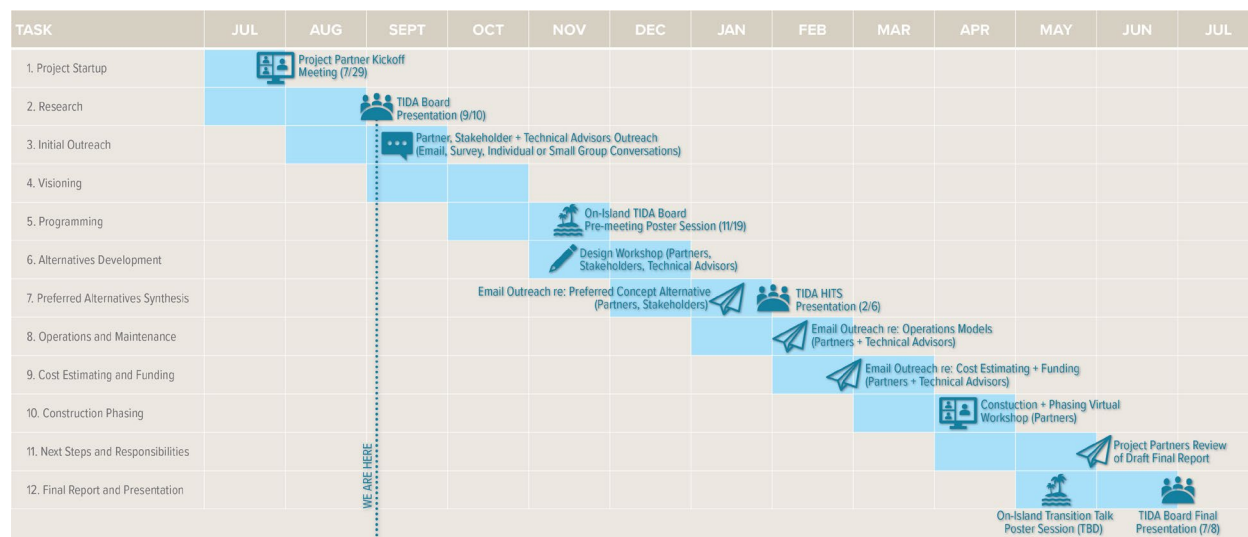 TASK JUL AUG SEPT OCT NOV DEC JAN FEB MAR APR MAY JUN JUL
1. Project Startup
Project Partner Kickoff
Meeting (7/29)
2. Research
TIDA Board
Presentation (9/10)
3. Initial Outreach
Partner, Stakeholder + Technical Advisors Outreach
(Email, Survey, Individual or Small Group Conversations)
4. Visioning
5. Programming
On-Island TIDA Board
Pre-meeting Poster Session (11/19)
6. Alternatives Development
Design Workshop (Partners,
Stakeholders, Technical Advisors)
7. Preferred Alternatives Synthesis
Email Outreach re: Preferred Concept Alternative
(Partners, Stakeholders)
TIDA HITS
Presentation (2/6)
8. Operations and Maintenance
Email Outreach re: Operations Models
(Partners + Technical Advisors)
9. Cost Estimating and Funding
Email Outreach re: Cost Estimating + Funding
(Partners + Technical Advisors)
10. Construction Phasing
Constuction + Phasing Virtual
Workshop (Partners)
11. Next Steps and Responsibilities
Project Partners Review
of Draft Final Report
WE ARE HERE
12. Final Report and Presentation
On-Island Transition Talk
Poster Session (TBD)
TIDA Board Final
Presentation (7/8)